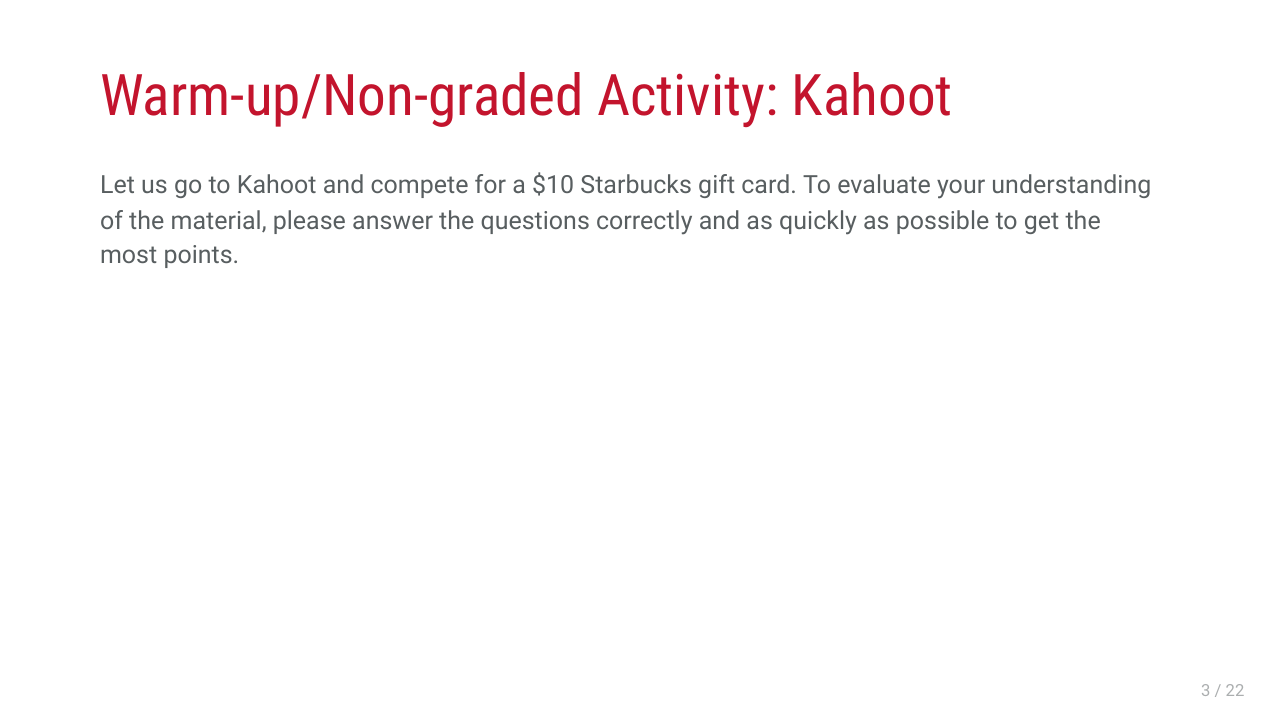 Warm-up/Non-graded Activity: Kahoot
Let us go to Kahoot and compete for a $10 Starbucks gift card. To evaluate your understanding
of the material, please answer the questions correctly and as quickly as possible to get the
most points.
3 / 22